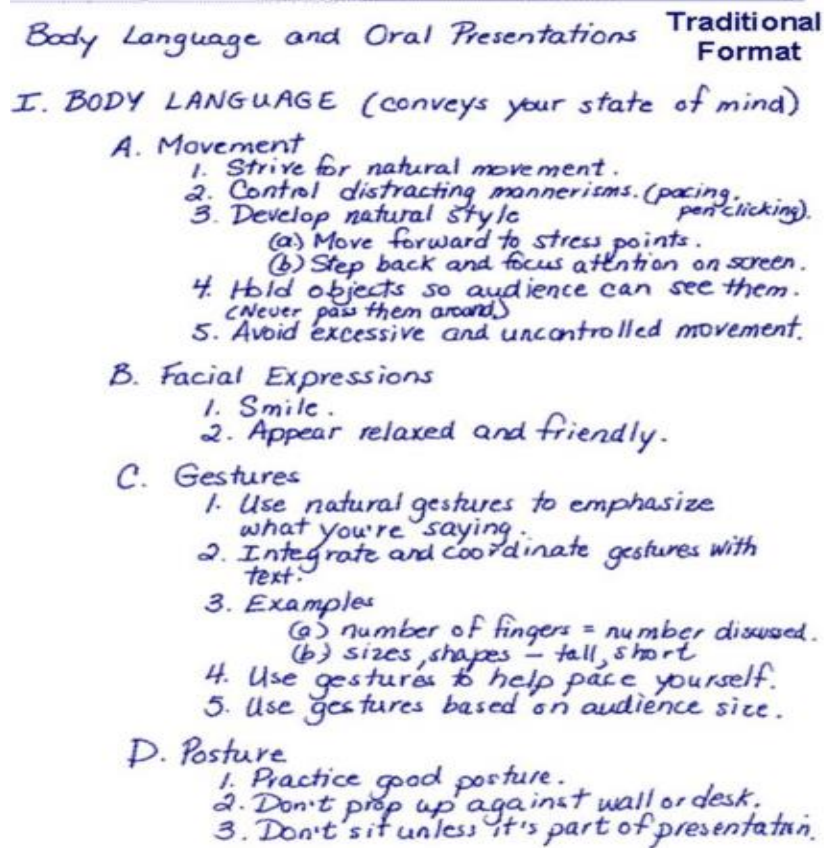 Body Language and Oral Presentations
Traditional
Format
I. BODY LANGUAGE (conveys your state of mind)
A. Movement
1. Strive for natural movement.
2. Control distracting mannerisms. (pacing,
pen clicking).
3. Develop natural style
(a) Move forward to stress points.
(b) Step back and focus attention on screen.
4. Hold objects so audience can see them.
(Never pass them around)
5. Avoid excessive and uncontrolled movement.
B. Facial Expressions
1. Smile.
2. Appear relaxed and friendly.
C. Gestures
1. Use natural gestures to emphasize
what you're saying.
2. Integrate and coordinate gestures with
text.
3. Examples
(a) number of fingers = number discussed.
(b) sizes, shapes – tall, short
4. Use gestures to help pace yourself.
5. Use gestures based on audience size.
D. Posture
1. Practice good posture.
2. Don't prop up against wall or desk.
3. Don't sit unless it's part of presentation.